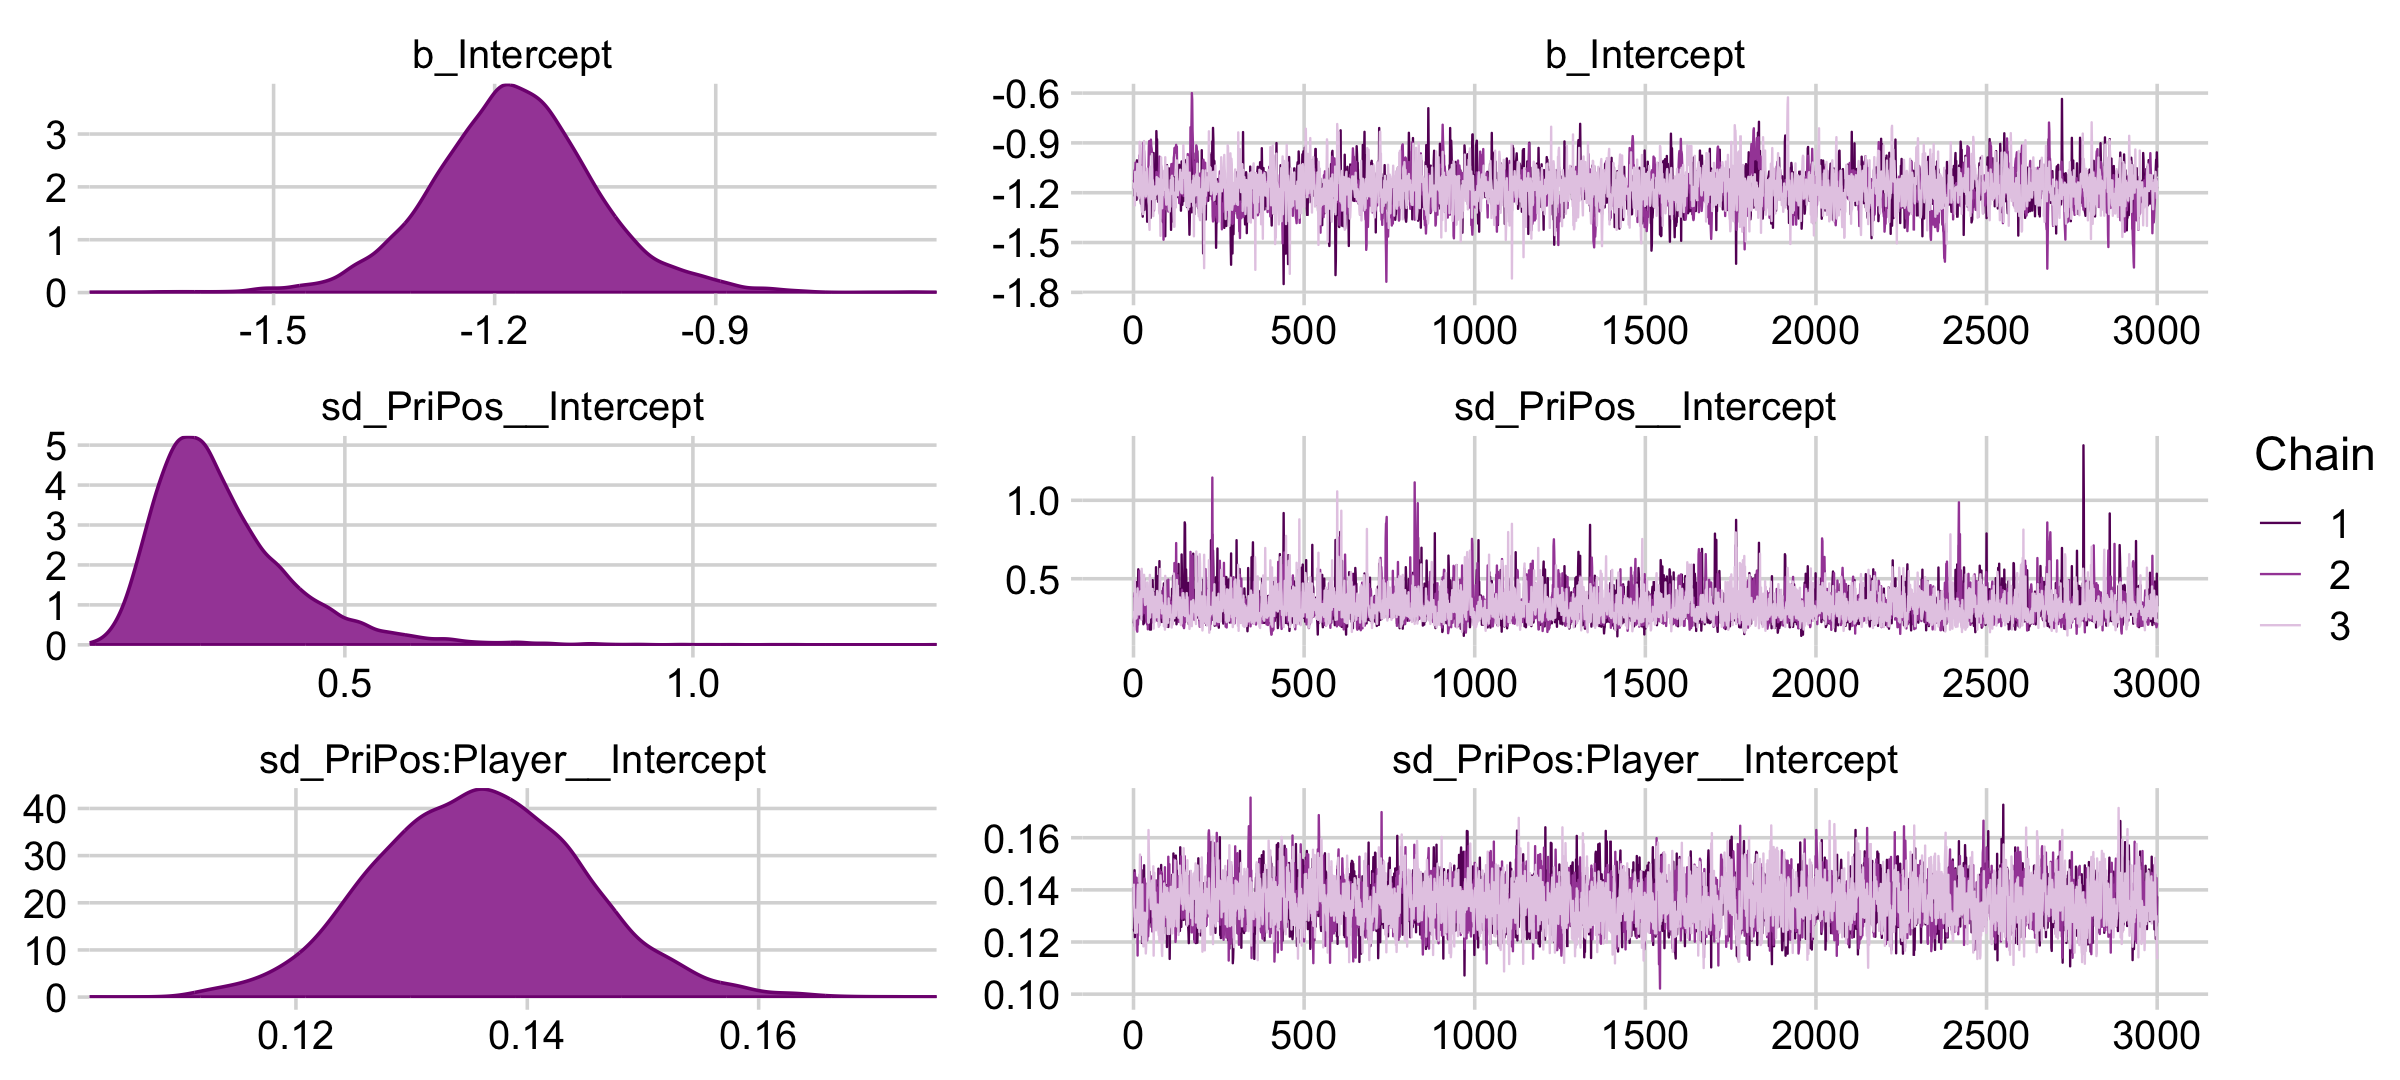 b_Intercept
3
2
1
0
-1.5 -1.2 -0.9
b_Intercept
-0.6
-0.9
-1.2
-1.5
-1.8
0 500 1000 1500 2000 2500 3000
sd_PriPos__Intercept
5
4
3
2
1
0
0.5 1.0
sd_PriPos__Intercept
1.0
0.5
0 500 1000 1500 2000 2500 3000
sd_PriPos:Player__Intercept
40
30
20
10
0
0.12 0.14 0.16
sd_PriPos:Player__Intercept
0.16
0.14
0.12
0.10
0 500 1000 1500 2000 2500 3000
Chain
1
2
3